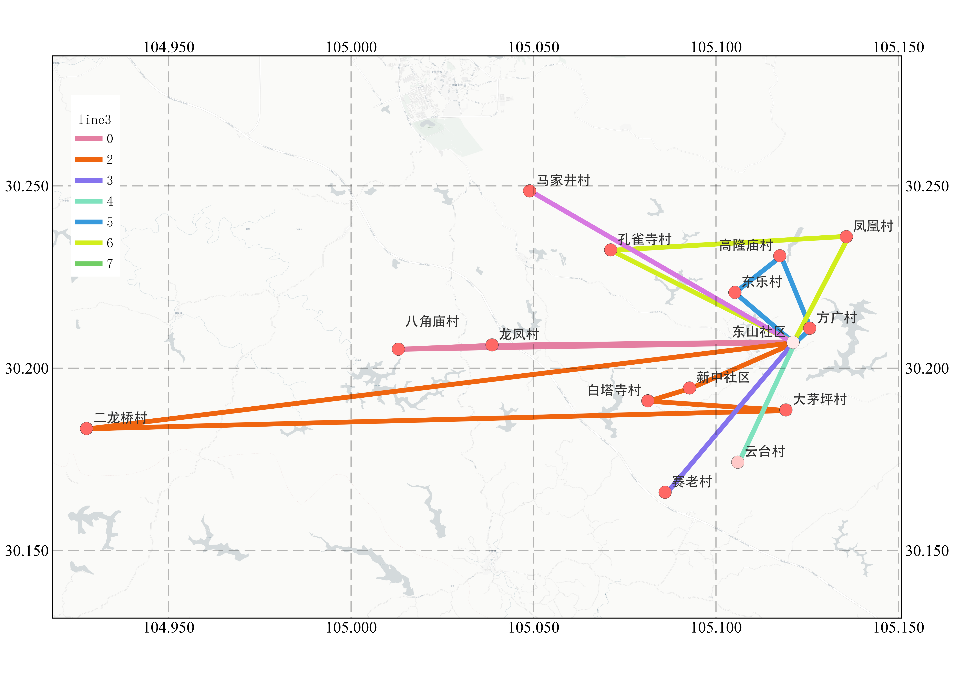 104.950 105.000 105.050 105.100 105.150
line3
0
2
3
4
5
6
7
30.250 30.250
马家井村
孔雀寺村
凤凰村
高隆庙村
东乐村
方广村
东山社区
八角庙村
龙凤村
30.200 30.200
新中社区
白塔寺村
大茅坪村
二龙桥村
云台村
寨老村
30.150 30.150
104.950 105.000 105.050 105.100 105.150